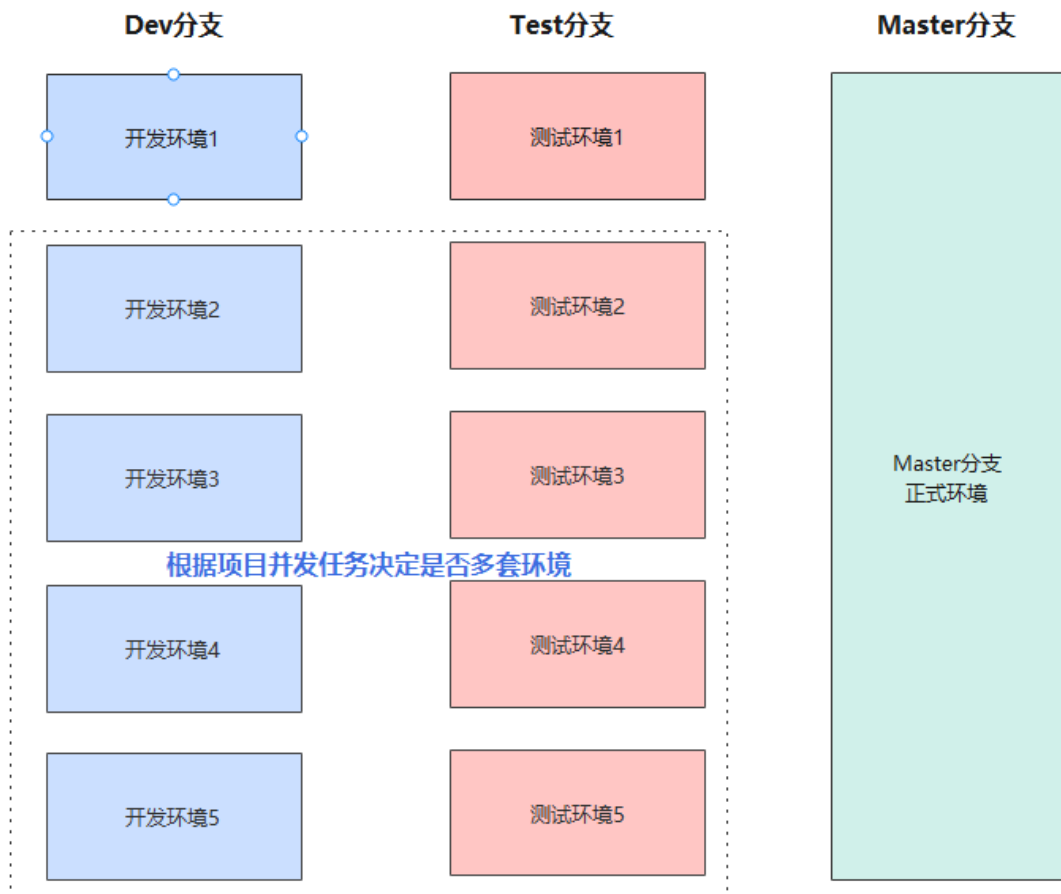 Dev分支
Test分支
Master分支
开发环境1
测试环境1
开发环境2
测试环境2
开发环境3
测试环境3
Master分支
正式环境
根据项目并发任务决定是否多套环境
开发环境4
测试环境4
开发环境5
测试环境5